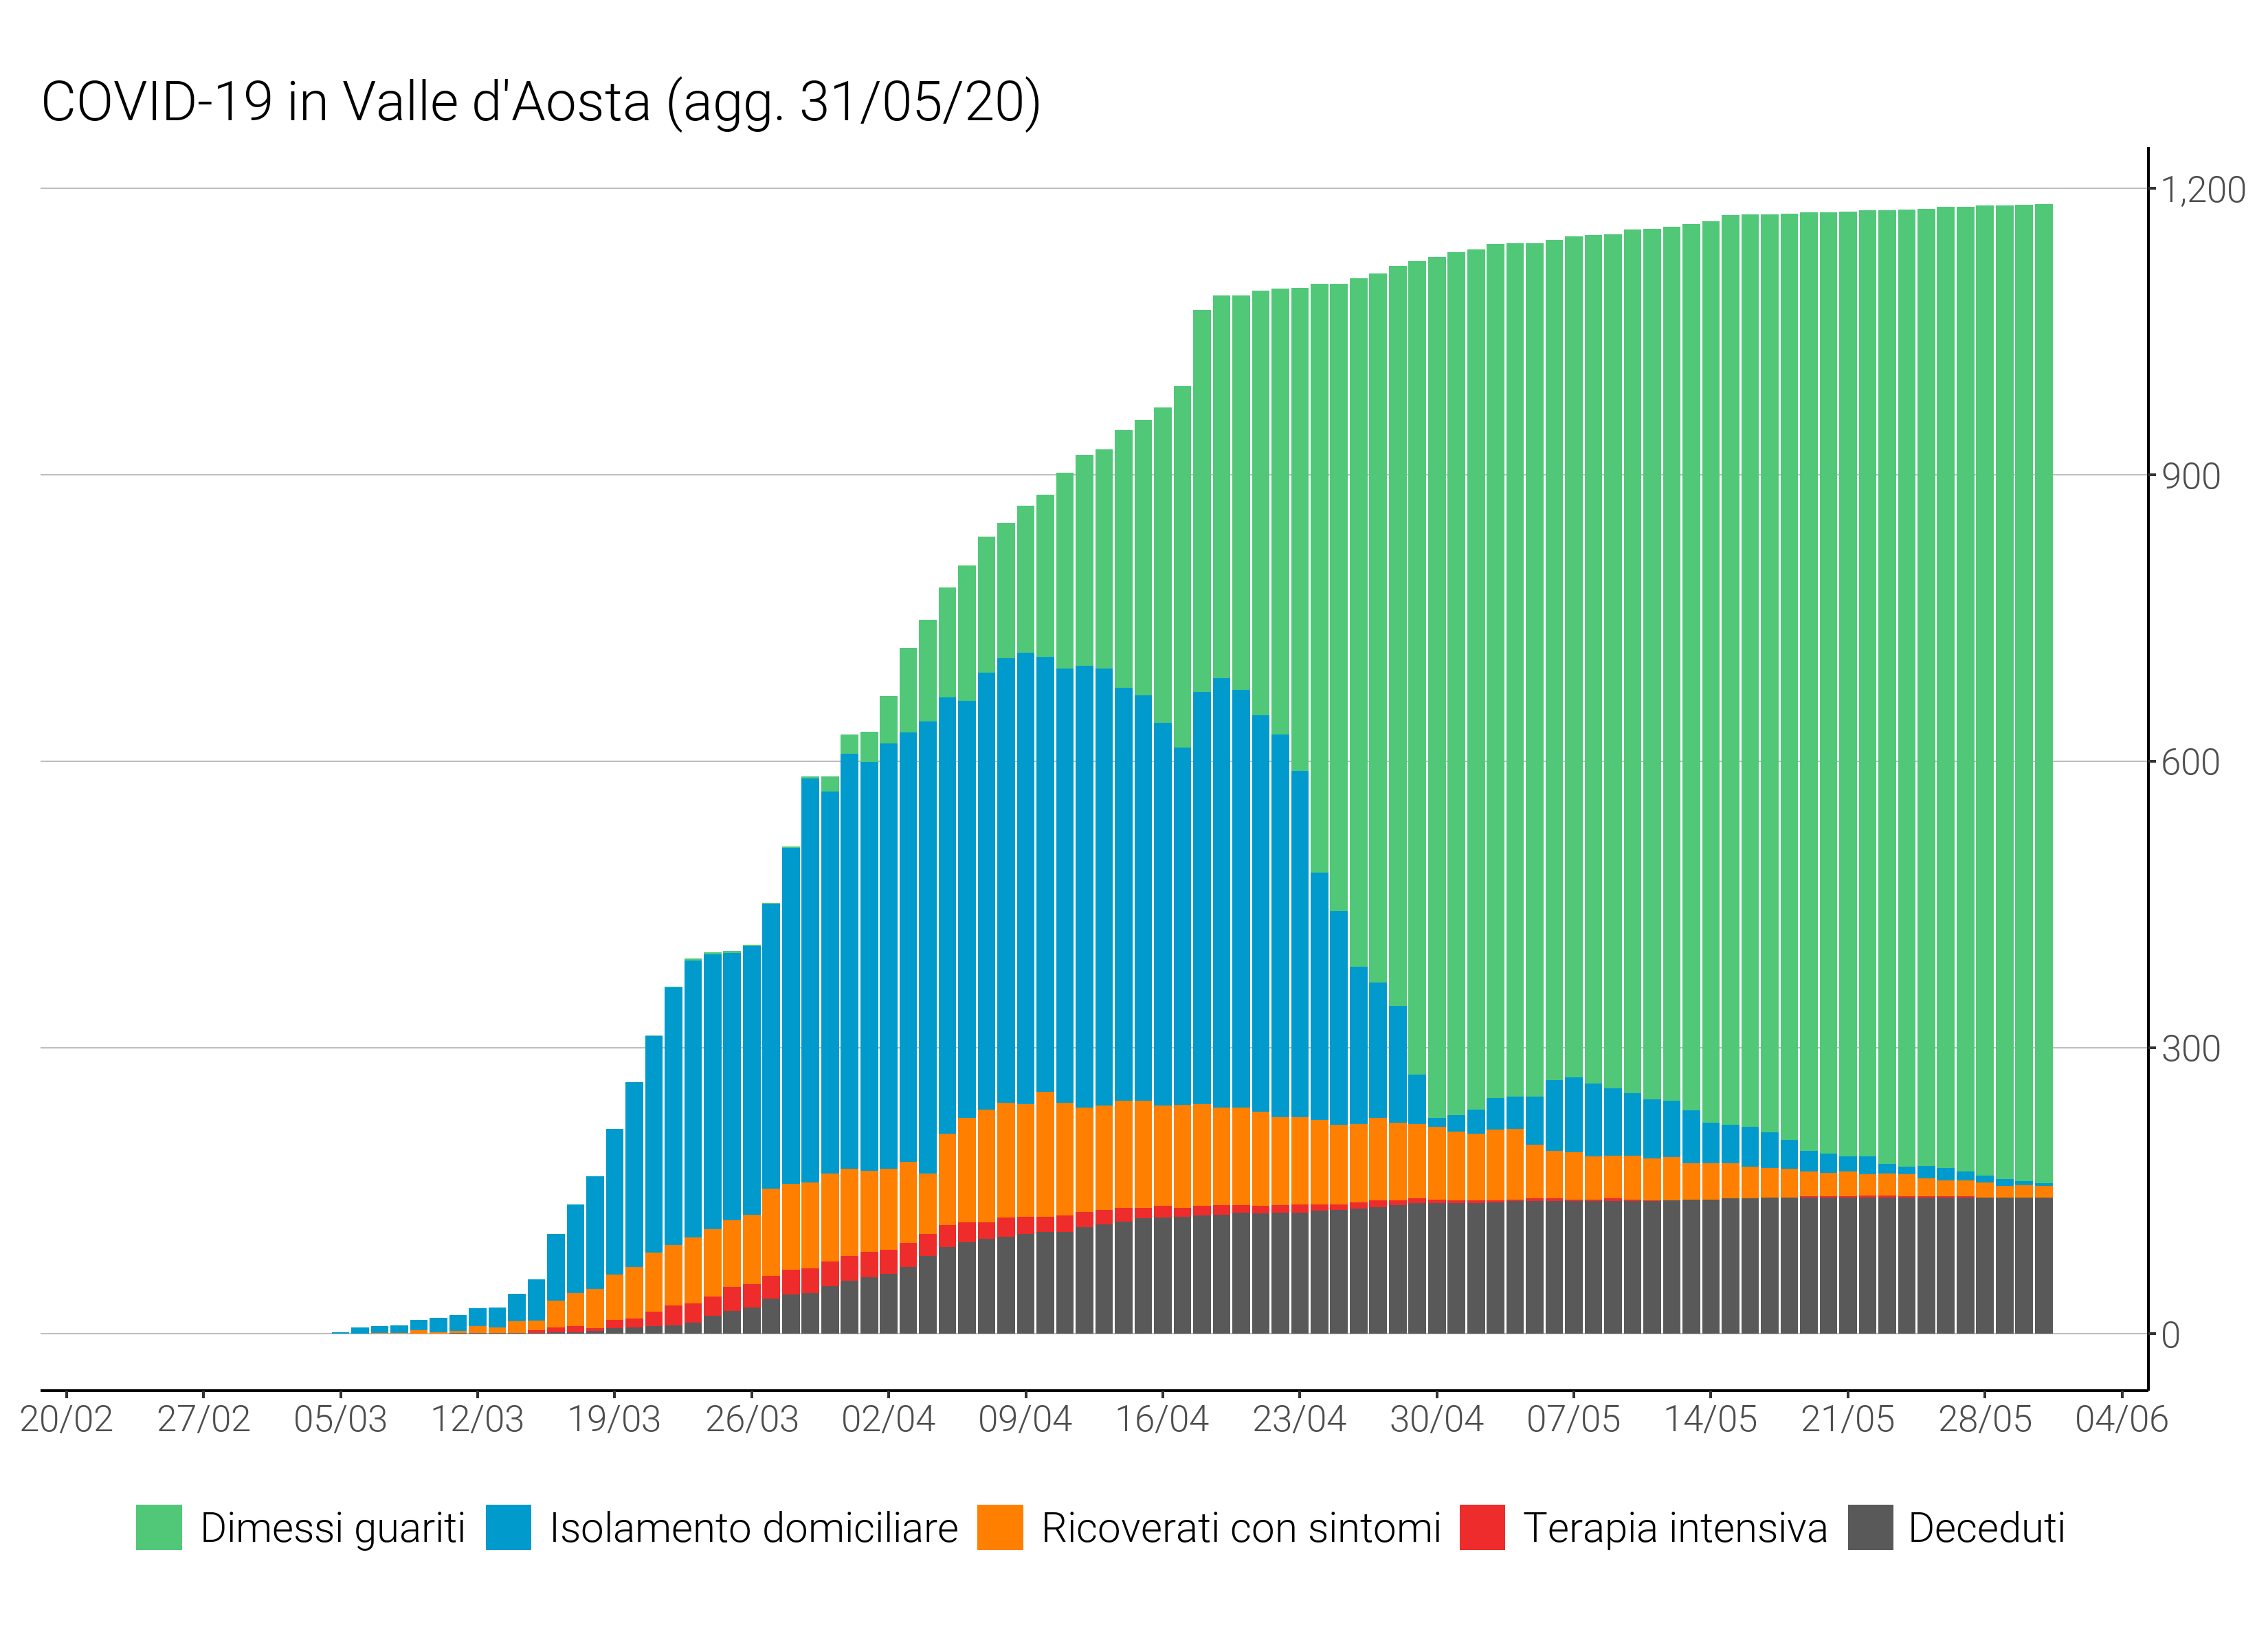 COVID-19 in Valle d'Aosta (agg. 31/05/20)
1,200
900
600
300
0
20/02 27/02 05/03 12/03 19/03 26/03 02/04 09/04 16/04 23/04 30/04 07/05 14/05 21/05 28/05 04/06
Dimessi guariti Isolamento domiciliare Ricoverati con sintomi Terapia intensiva Deceduti